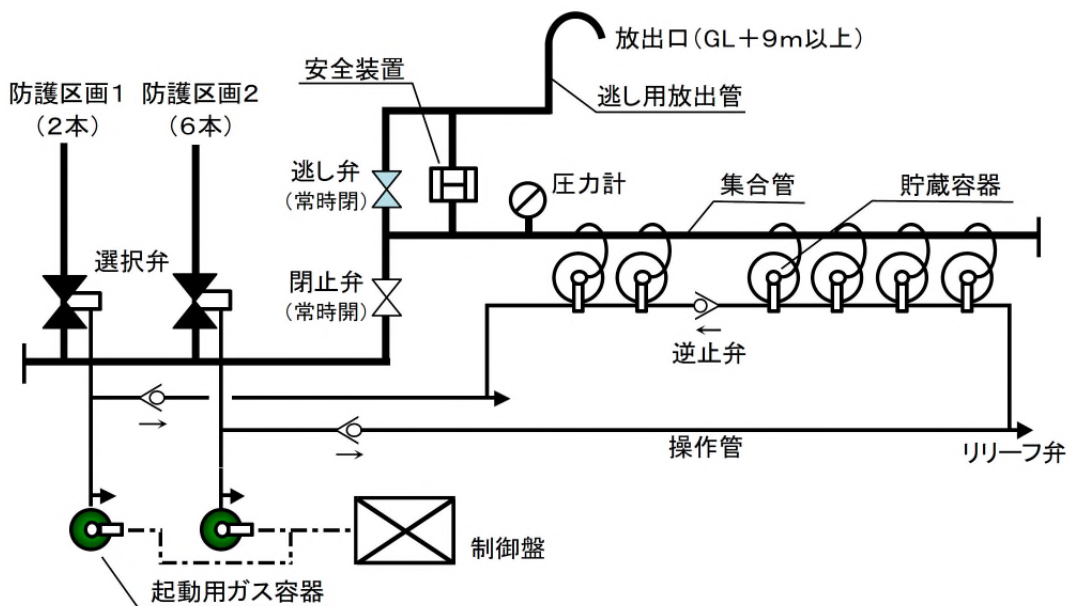 放出口(GL+9m以上)
安全装置
防護区画1
(2本)
防護区画2
(6本)
逃し用放出管
逃し弁
(常時閉)
圧力計
集合管
貯蔵容器
選択弁
閉止弁
(常時開)
逆止弁
操作管
リリーフ弁
制御盤
起動用ガス容器